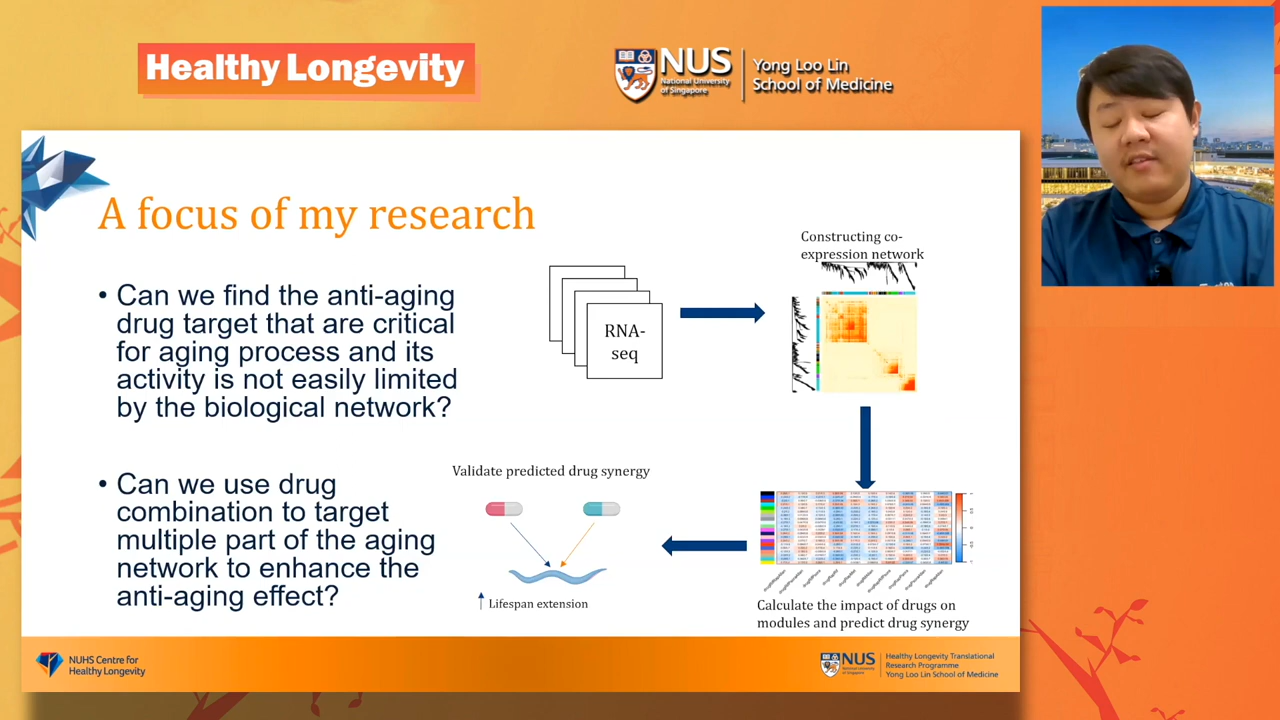 Healthy Longevity
NUS
National University
of Singapore
Yong Loo Lin
School of Medicine
A focus of my research
• Can we find the anti-aging
drug target that are critical
for aging process and its
activity is not easily limited
by the biological network?
• Can we use drug
combination to target
multiple part of the aging
network to enhance the
anti-aging effect?
RNA-
seq
Constructing co-
expression network
Calculate the impact of drugs on
modules and predict drug synergy
Validate predicted drug synergy
Lifespan extension
NUHS Centre for
Healthy Longevity
NUS
Healthy Longevity Translational
Research Programme
Yong Loo Lin School of Medicine